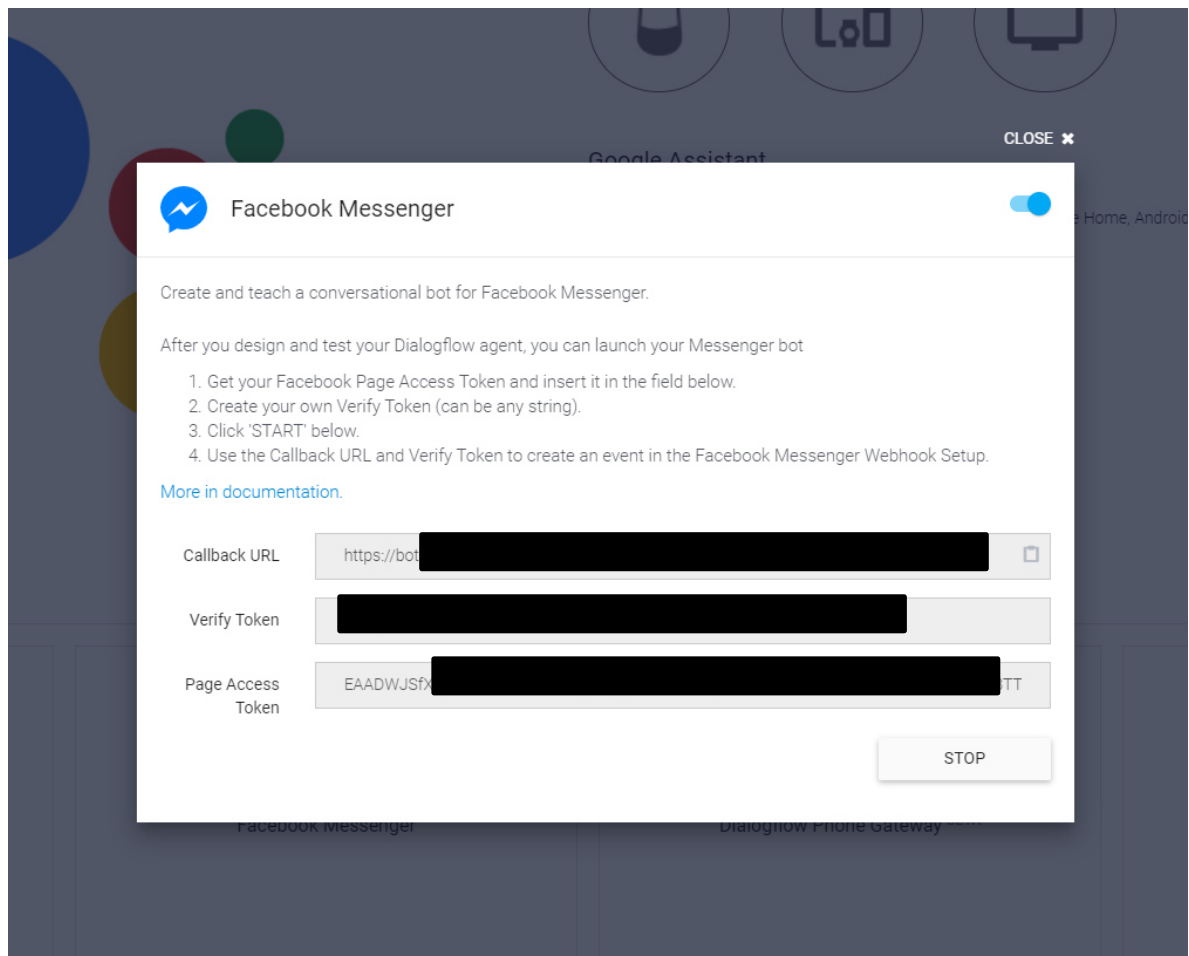 CLOSE ✖
Google Assistant
Facebook Messenger
Home, Android
Create and teach a conversational bot for Facebook Messenger.
After you design and test your Dialogflow agent, you can launch your Messenger bot
1. Get your Facebook Page Access Token and insert it in the field below.
2. Create your own Verify Token (can be any string).
3. Click 'START' below.
4. Use the Callback URL and Verify Token to create an event in the Facebook Messenger Webhook Setup.
More in documentation.
Callback URL https://bot
Verify Token
Page Access EAADWJSfX TT
Token
STOP
Facebook Messenger Dialogflow Phone Gateway